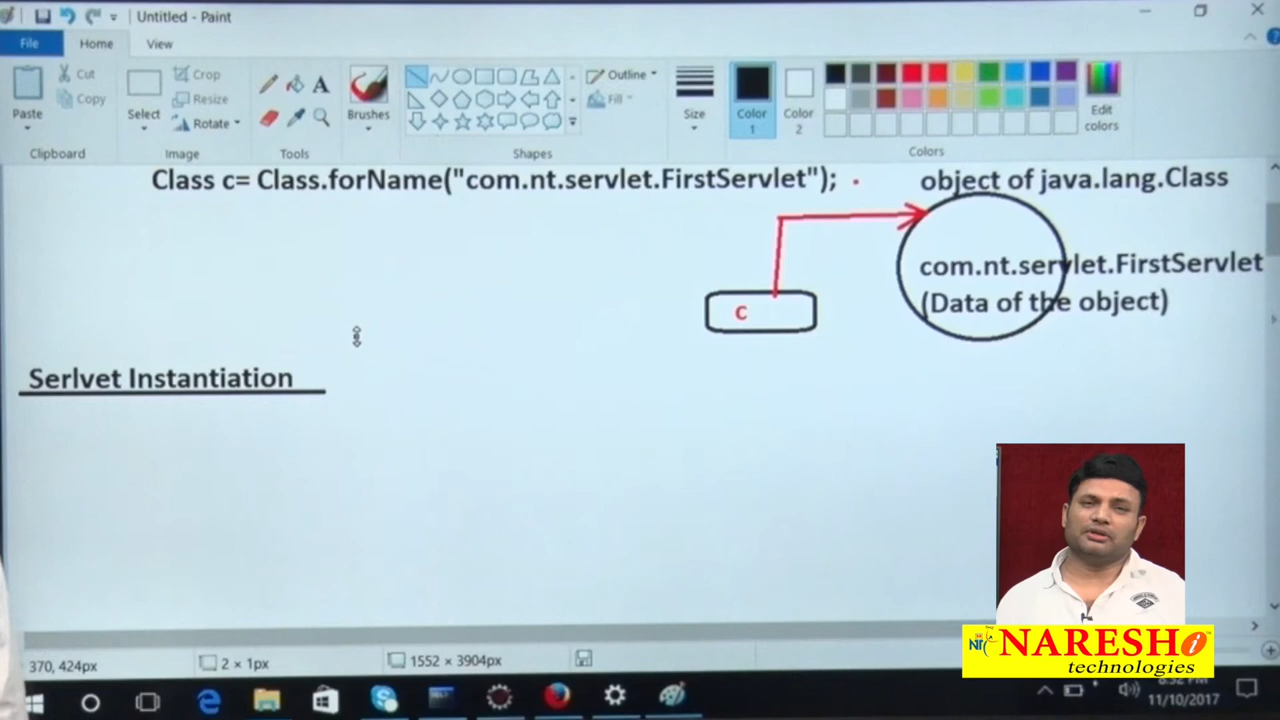 Untitled - Paint
File
Home
View
Paste
Cut
Copy
Clipboard
Select
Crop
Resize
Rotate
Image
A
Tools
Brushes
Shapes
Outline
Fill
Size
Color 1
Color 2
Edit colors
Colors
Class c= Class.forName("com.nt.servlet.FirstServlet");
object of java.lang.Class
com.nt.servlet.FirstServlet
(Data of the object)
c
Serlvet Instantiation
NARESH i
technologies
370, 424px
2 × 1px
1552 × 3904px
11/10/2017